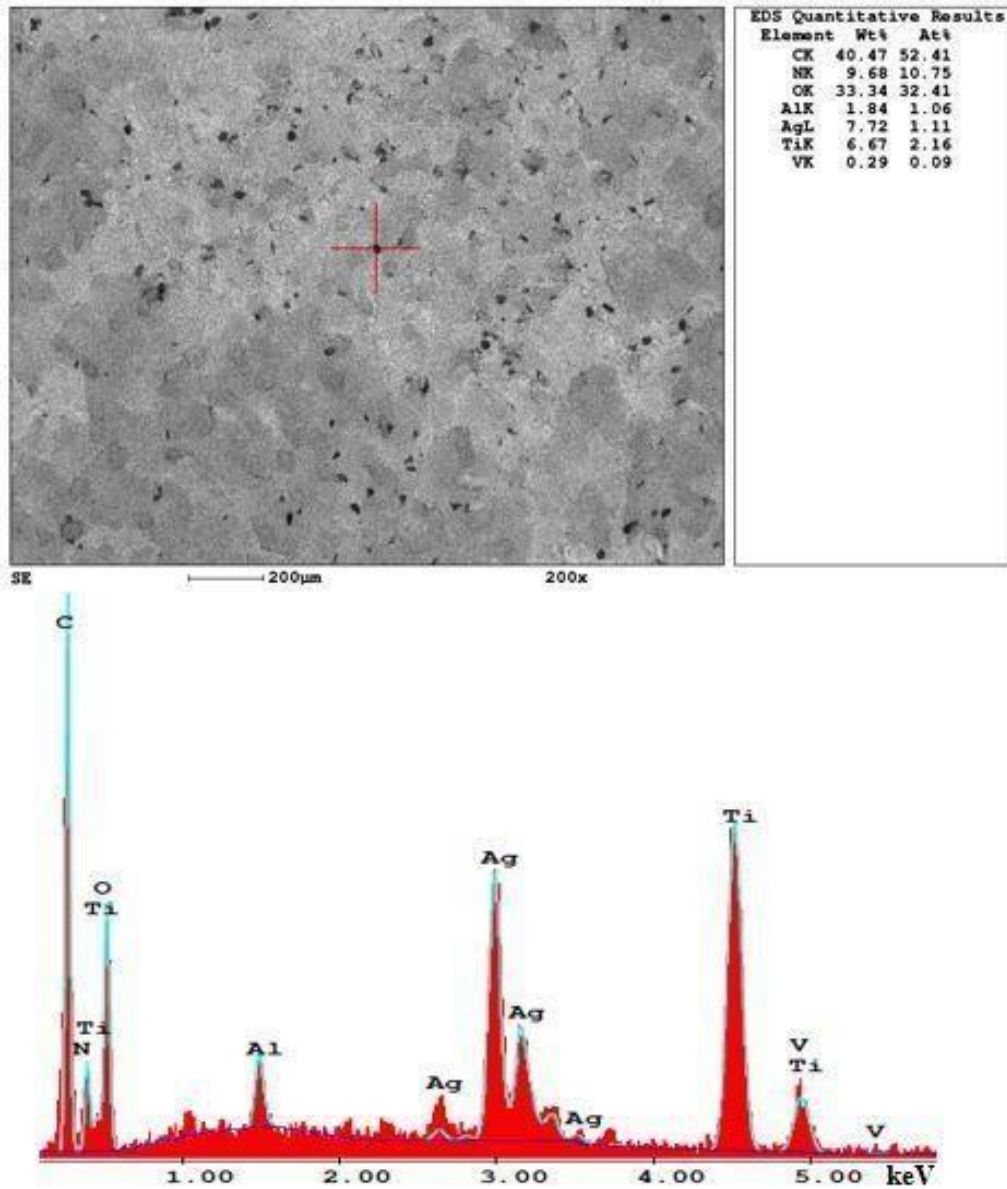 EDS Quantitative Results
Element Wt% At%
CK 40.47 52.41
NK 9.68 10.75
OK 33.34 32.41
AlK 1.84 1.06
AgL 7.72 1.11
TiK 6.67 2.16
VK 0.29 0.09
SE 200µm 200x
C
O
Ti
Ti
N
Al
Ag
Ag
Ag
Ag
Ti
V
Ti
V
1.00 2.00 3.00 4.00 5.00 keV